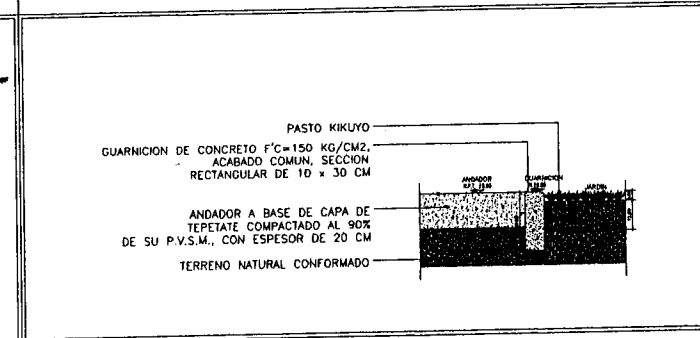 PASTO KIKUYO
GUARNICION DE CONCRETO F'C=150 KG/CM2,
ACABADO COMUN, SECCION
RECTANGULAR DE 10 x 30 CM
ANDADOR
GUARNICION
JARDIN
ANDADOR A BASE DE CAPA DE
TEPETATE COMPACTADO AL 90%
DE SU P.V.S.M., CON ESPESOR DE 20 CM
TERRENO NATURAL CONFORMADO